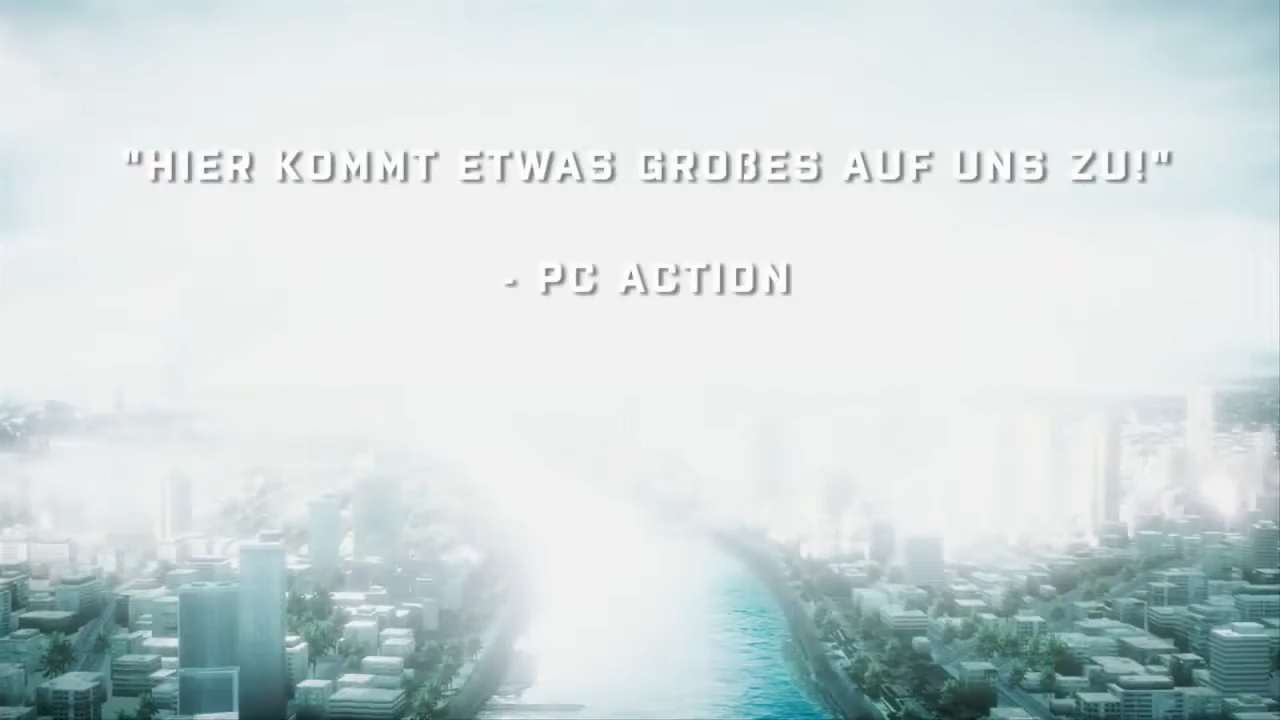 "HIER KOMMT ETWAS GROßES AUF UNS ZU!"
- PC ACTION